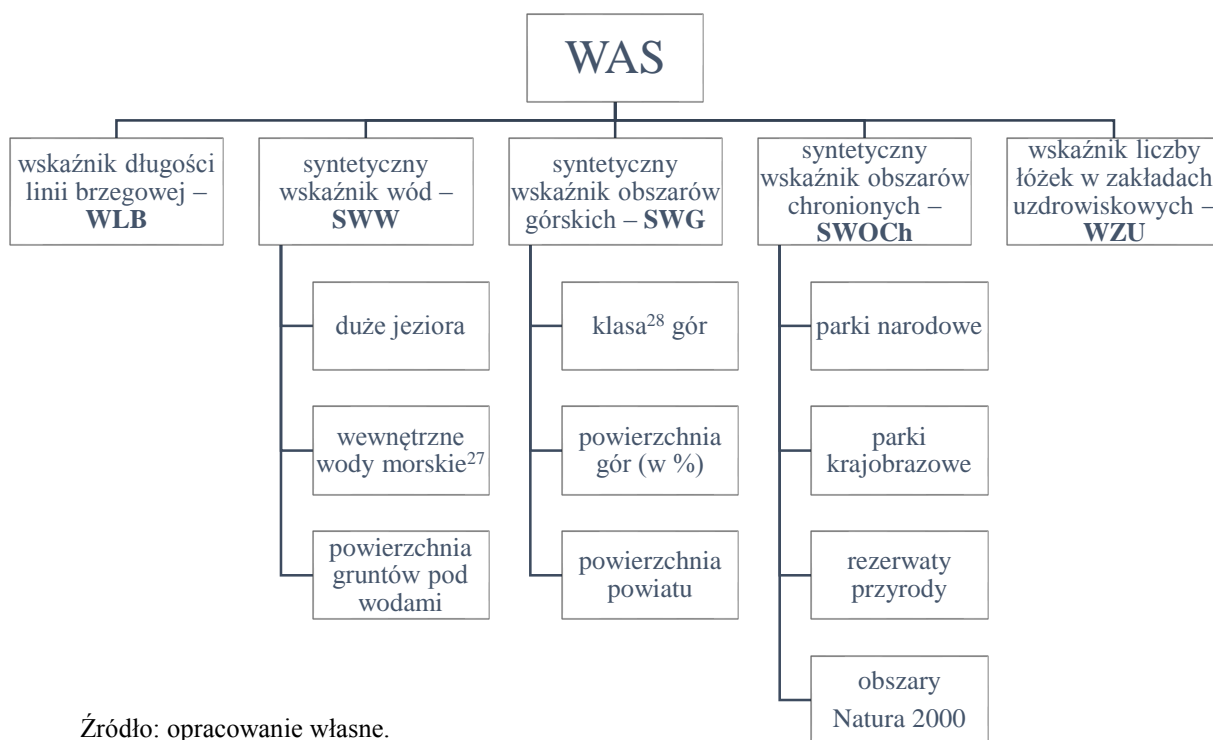 WAS
wskaźnik długości
linii brzegowej –
WLB
syntetyczny
wskaźnik wód –
SWW
duże jeziora
wewnętrzne
wody morskie²⁷
powierzchnia
gruntów pod
wodami
syntetyczny
wskaźnik obszarów
górskich – SWG
klasa²⁸ gór
powierzchnia
gór (w %)
powierzchnia
powiatu
syntetyczny
wskaźnik obszarów
chronionych –
SWOCh
parki narodowe
parki
krajobrazowe
rezerwaty
przyrody
obszary
Natura 2000
wskaźnik liczby
łóżek w zakładach
uzdrowiskowych –
WZU
Źródło: opracowanie własne.